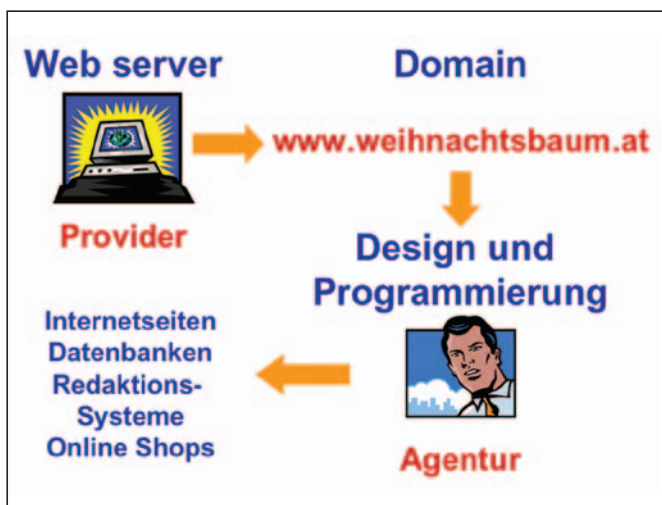 Web server
Domain
www.weihnachtsbaum.at
Provider
Design und
Programmierung
Agentur
Internetseiten
Datenbanken
Redaktions-
Systeme
Online Shops